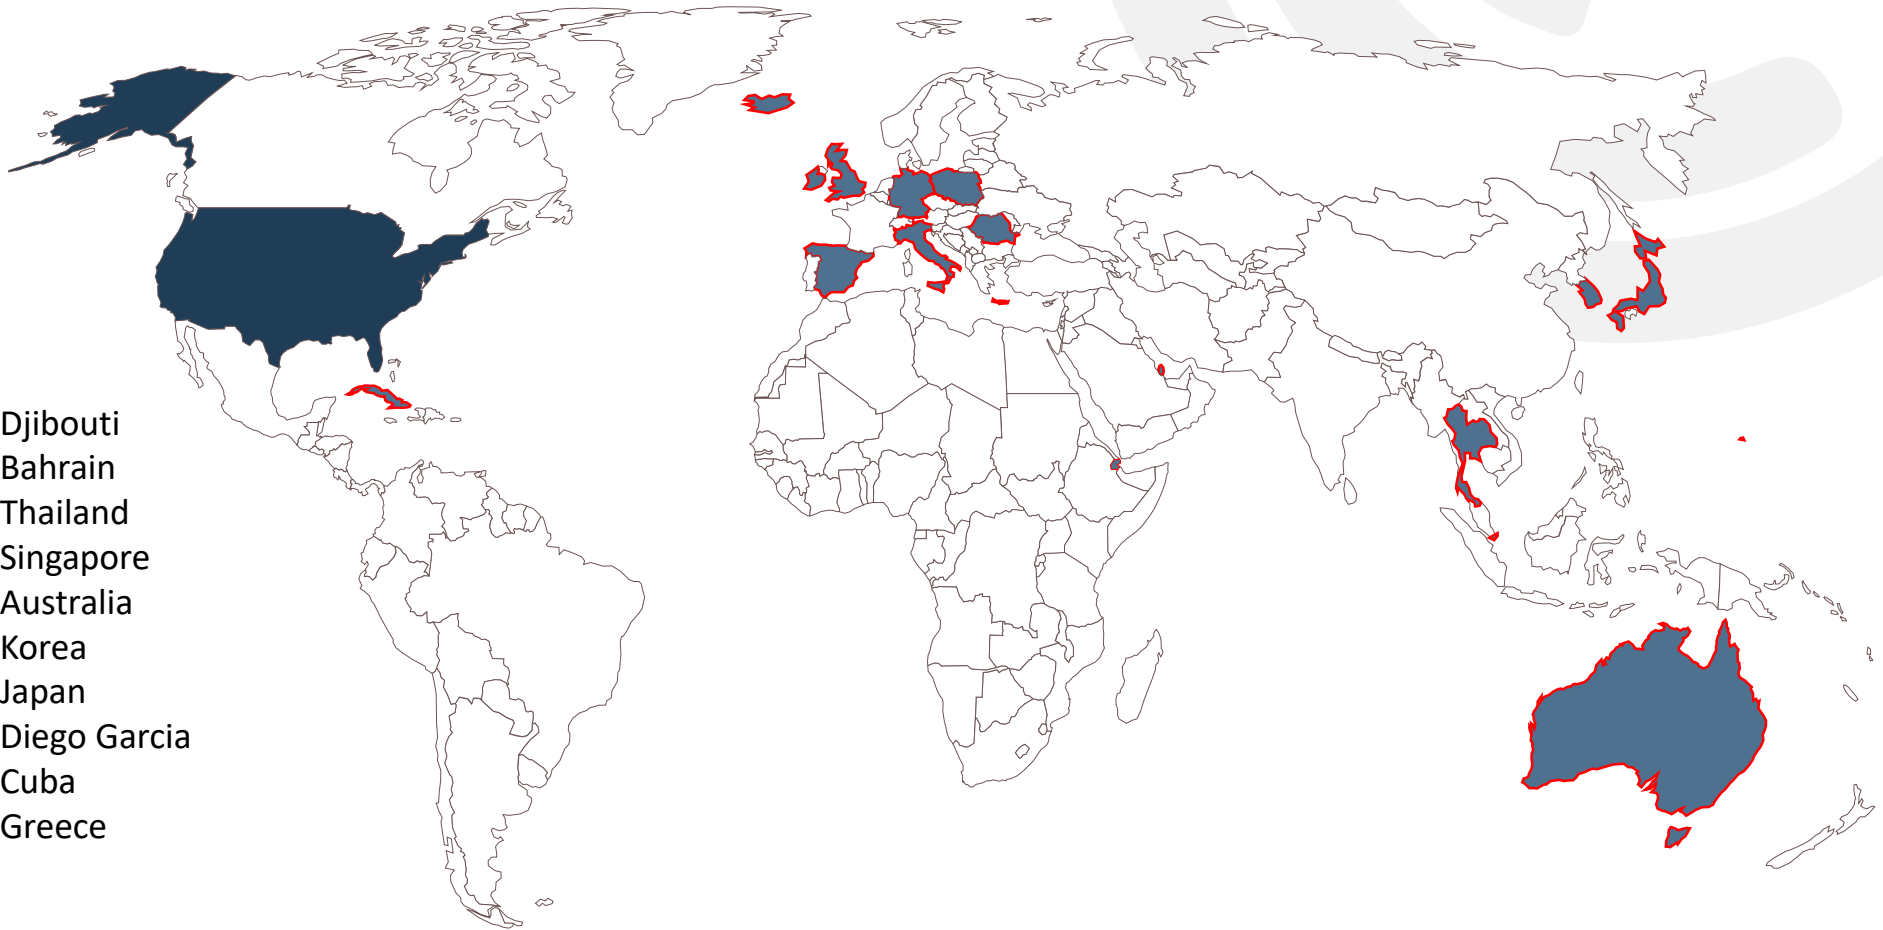 Djibouti
Bahrain
Thailand
Singapore
Australia
Korea
Japan
Diego Garcia
Cuba
Greece